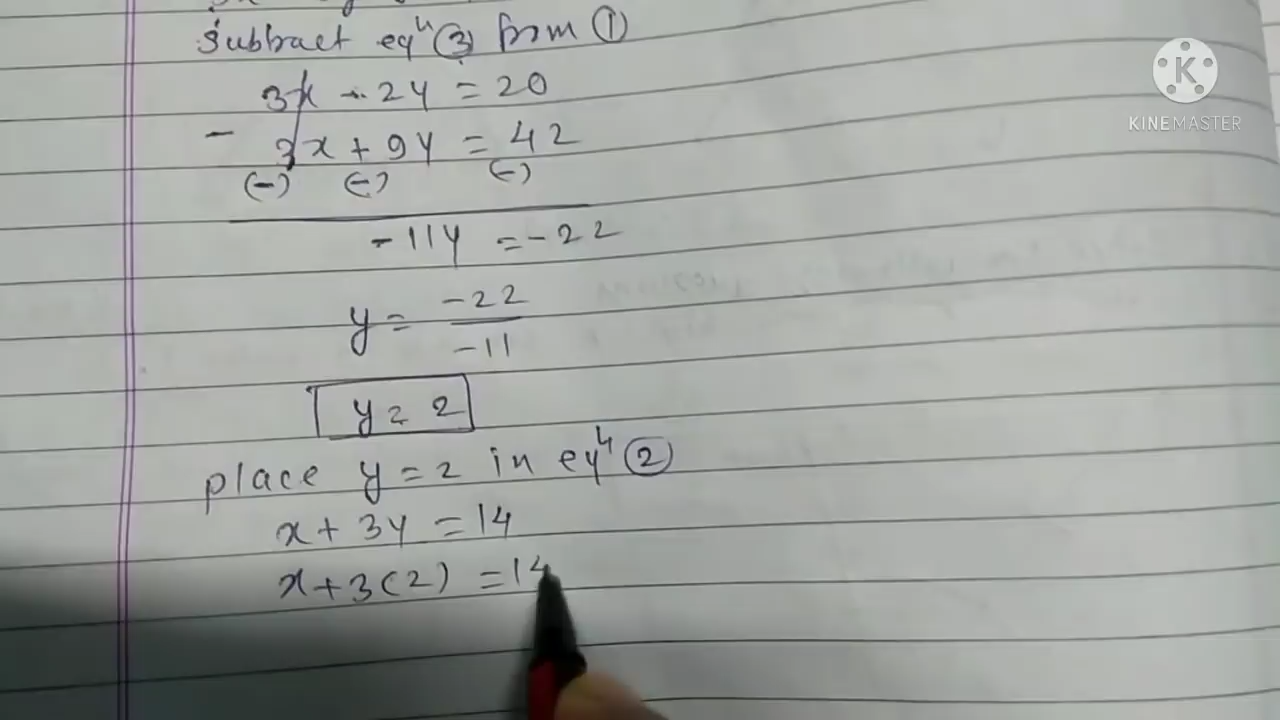 Subtract eqⁿ (3) from (1)
3x - 2y = 20
- 3x + 9y = 42
(-) (-) (-)
-11y = -22
y = -22
-11
y = 2
place y = 2 in eqⁿ (2)
x + 3y = 14
x + 3(2) = 14
K
KINEMASTER